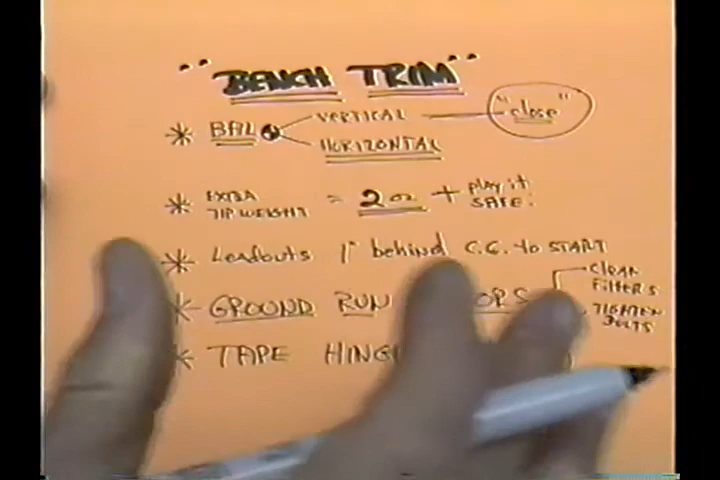 "BENCH TRIM"
* BAL VERTICAL "close"
HORIZONTAL
* EXTRA TIP WEIGHT = 2 oz + PLAY it SAFE!
* Leadouts 1" behind C.G. to START
* GROUND RUN
CLEAN FILTERS
TIGHTEN BOLTS
* TAPE